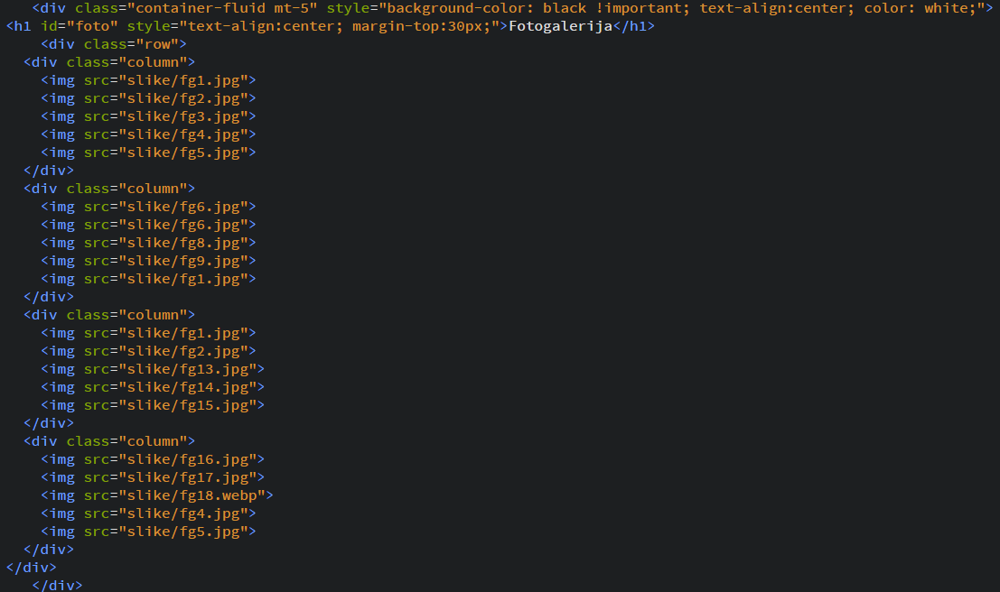 <div class="container-fluid mt-5" style="background-color: black !important; text-align:center; color: white;">
<h1 id="foto" style="text-align:center; margin-top:30px;">Fotogalerija</h1>
<div class="row">
<div class="column">
<img src="slike/fg1.jpg">
<img src="slike/fg2.jpg">
<img src="slike/fg3.jpg">
<img src="slike/fg4.jpg">
<img src="slike/fg5.jpg">
</div>
<div class="column">
<img src="slike/fg6.jpg">
<img src="slike/fg6.jpg">
<img src="slike/fg8.jpg">
<img src="slike/fg9.jpg">
<img src="slike/fg1.jpg">
</div>
<div class="column">
<img src="slike/fg1.jpg">
<img src="slike/fg2.jpg">
<img src="slike/fg13.jpg">
<img src="slike/fg14.jpg">
<img src="slike/fg15.jpg">
</div>
<div class="column">
<img src="slike/fg16.jpg">
<img src="slike/fg17.jpg">
<img src="slike/fg18.webp">
<img src="slike/fg4.jpg">
<img src="slike/fg5.jpg">
</div>
</div>
</div>